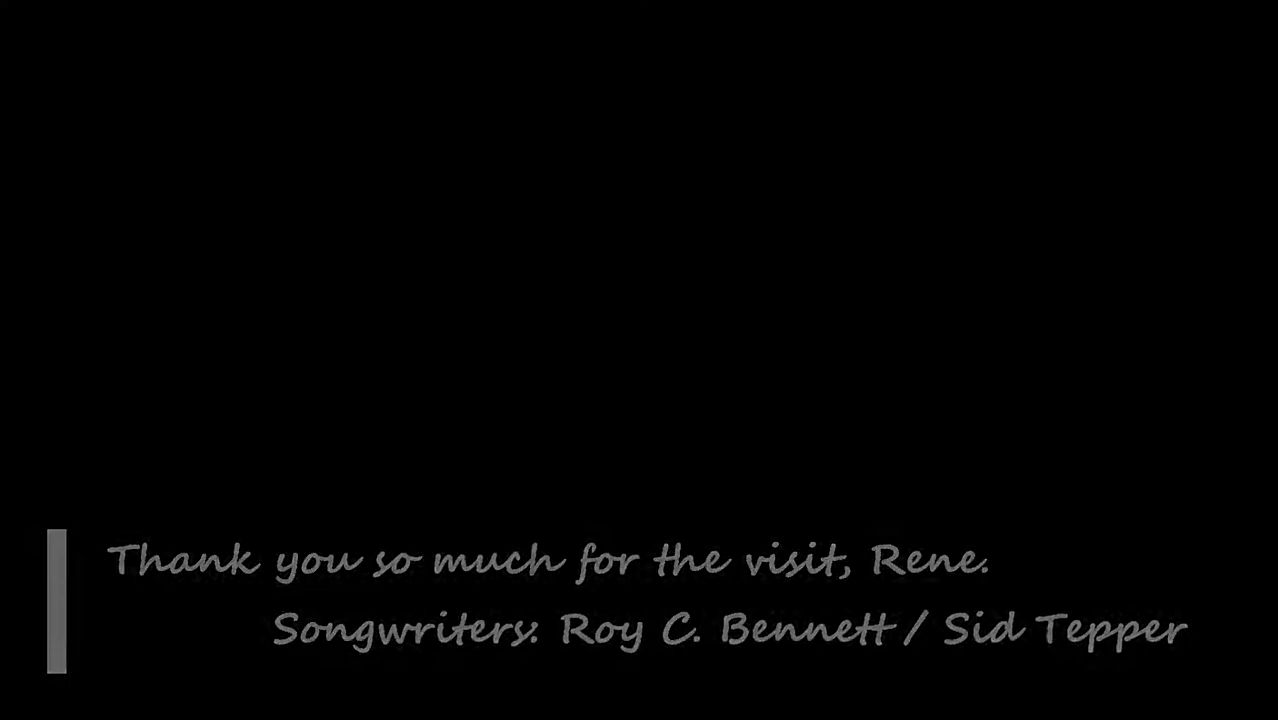 Thank you so much for the visit, Rene.
Songwriters: Roy C. Bennett / Sid Tepper